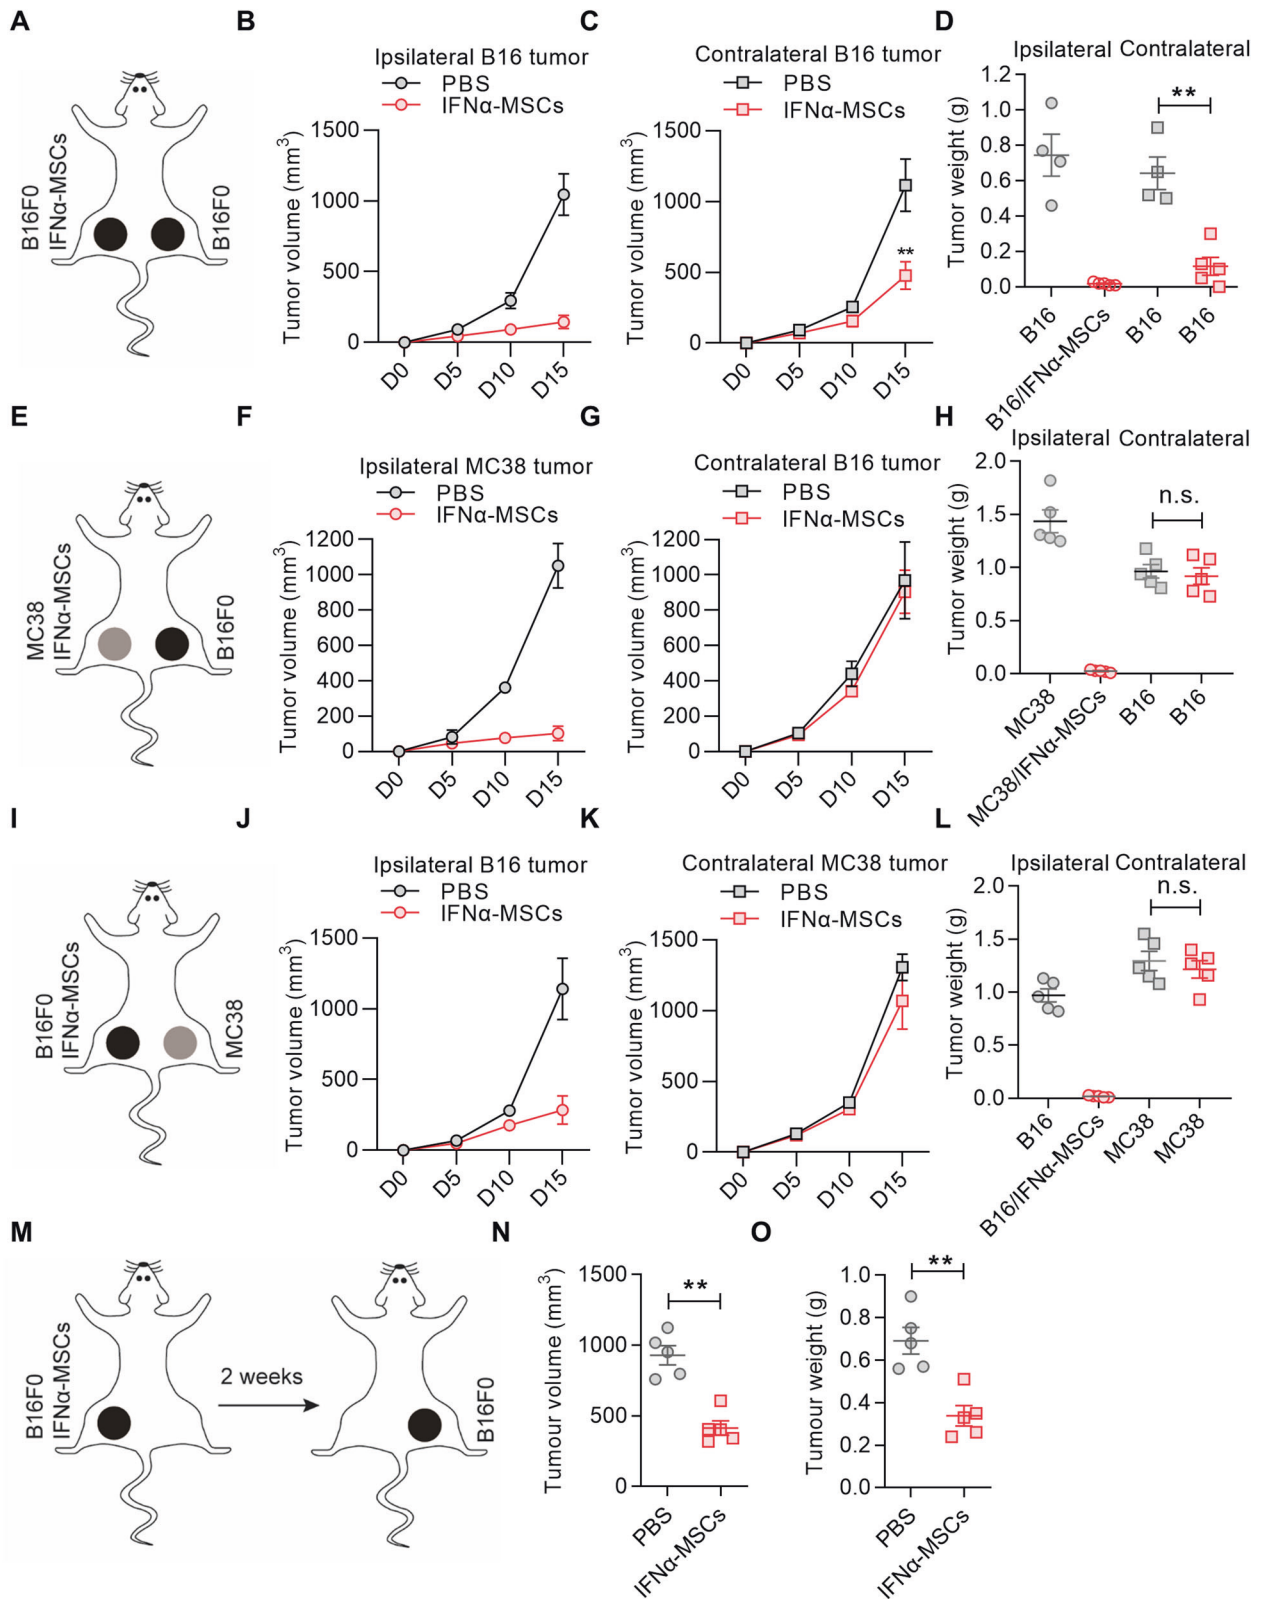 A
B16F0
IFNα-MSCs
B16F0
B
Ipsilateral B16 tumor
PBS
IFNα-MSCs
Tumor volume (mm³)
1500
1000
500
0
D0
D5
D10
D15
C
Contralateral B16 tumor
PBS
IFNα-MSCs
Tumor volume (mm³)
1500
1000
500
0
**
D0
D5
D10
D15
D
Ipsilateral Contralateral
Tumor weight (g)
1.2
1.0
0.8
0.6
0.4
0.2
0.0
**
B16
B16/IFNα-MSCs
B16
B16
E
MC38
IFNα-MSCs
B16F0
F
Ipsilateral MC38 tumor
PBS
IFNα-MSCs
Tumor volume (mm³)
1200
1000
800
600
400
200
0
D0
D5
D10
D15
G
Contralateral B16 tumor
PBS
IFNα-MSCs
Tumor volume (mm³)
1200
1000
800
600
400
200
0
D0
D5
D10
D15
H
Ipsilateral Contralateral
Tumor weight (g)
2.0
1.5
1.0
0.5
0.0
n.s.
MC38
MC38/IFNα-MSCs
B16
B16
I
B16F0
IFNα-MSCs
MC38
J
Ipsilateral B16 tumor
PBS
IFNα-MSCs
Tumor volume (mm³)
1500
1000
500
0
D0
D5
D10
D15
K
Contralateral MC38 tumor
PBS
IFNα-MSCs
Tumor volume (mm³)
1500
1000
500
0
D0
D5
D10
D15
L
Ipsilateral Contralateral
Tumor weight (g)
2.0
1.5
1.0
0.5
0.0
n.s.
B16
B16/IFNα-MSCs
MC38
MC38
M
B16F0
IFNα-MSCs
2 weeks
B16F0
N
Tumour volume (mm³)
1500
1000
500
0
**
PBS
IFNα-MSCs
O
Tumour weight (g)
1.0
0.8
0.6
0.4
0.2
0.0
**
PBS
IFNα-MSCs